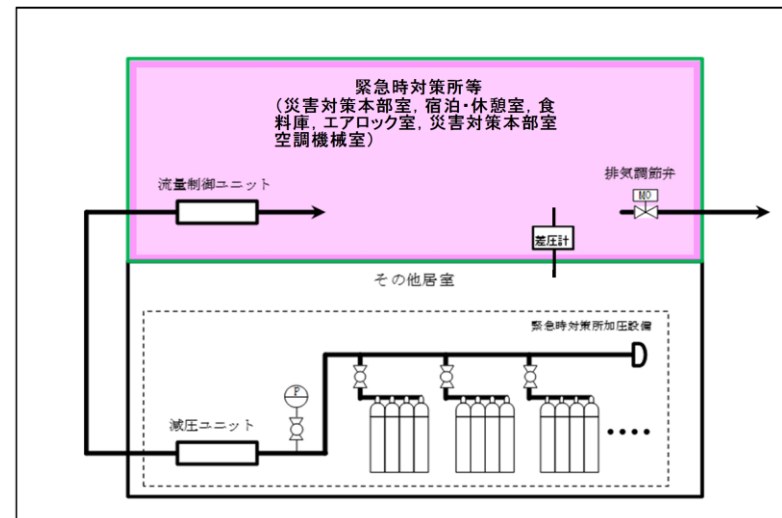 緊急時対策所等
（災害対策本部室，宿泊・休憩室，食
料庫，エアロック室，災害対策本部室
空調機械室）
排気調節弁
流量制御ユニット
MO
差圧計
その他居室
緊急時対策所加圧設備
P
減圧ユニット